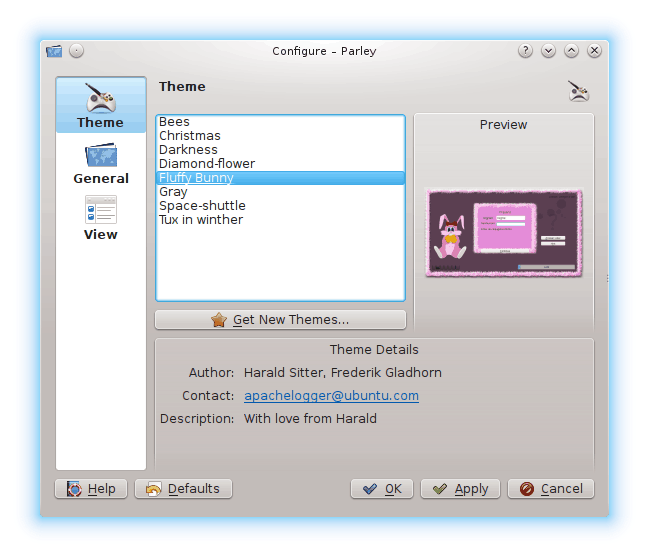 Configure – Parley
Theme
General
View
Theme
Bees
Christmas
Darkness
Diamond-flower
Fluffy Bunny
Gray
Space-shuttle
Tux in winther
Get New Themes...
Preview
Theme Details
Author: Harald Sitter, Frederik Gladhorn
Contact: apachelogger@ubuntu.com
Description: With love from Harald
Help
Defaults
OK
Apply
Cancel